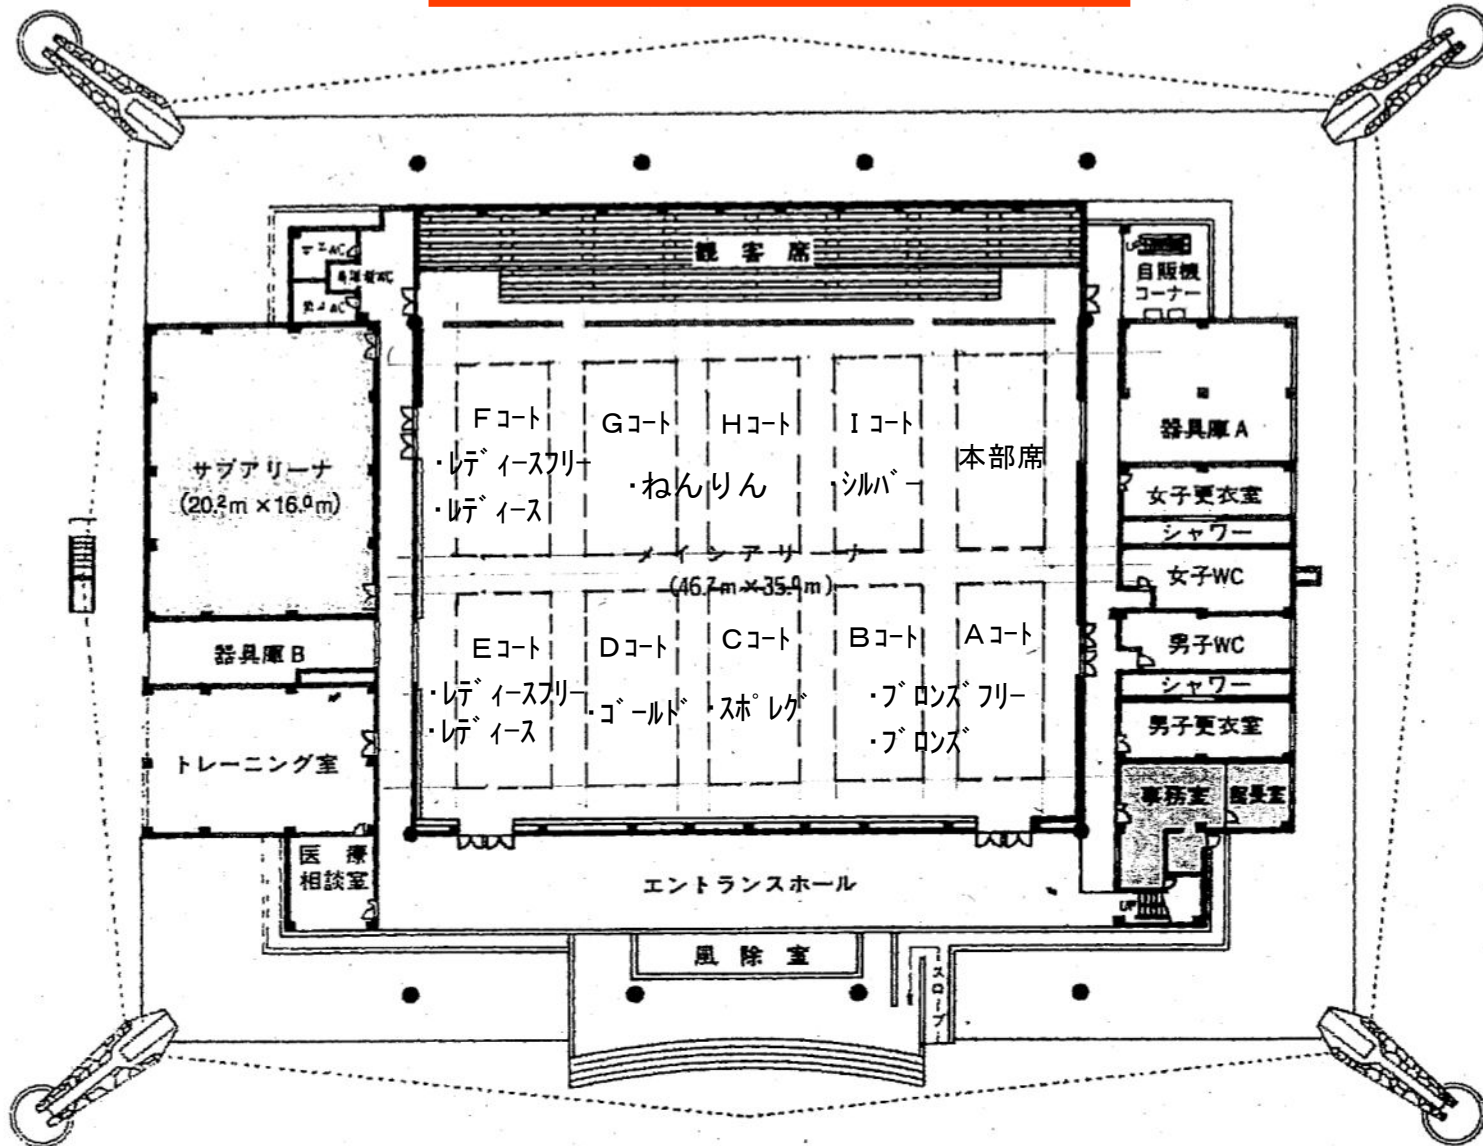 観客席
UP
自販機
コーナー
Fコート
・レディースフリー
・レディース
Gコート
Hコート
・ねんりん
Iコート
・シルバー
本部席
サブアリーナ
(20.2m×16.0m)
器具庫A
女子更衣室
シャワー
女子WC
メインアリーナ
(46.7m×35.0m)
器具庫B
Eコート
・レディースフリー
・レディース
Dコート
・ゴールド
Cコート
・スポレク
Bコート
Aコート
・ブロンズフリー
・ブロンズ
男子WC
シャワー
男子更衣室
トレーニング室
事務室
館長室
医療
相談室
エントランスホール
UP
風除室
スロープ